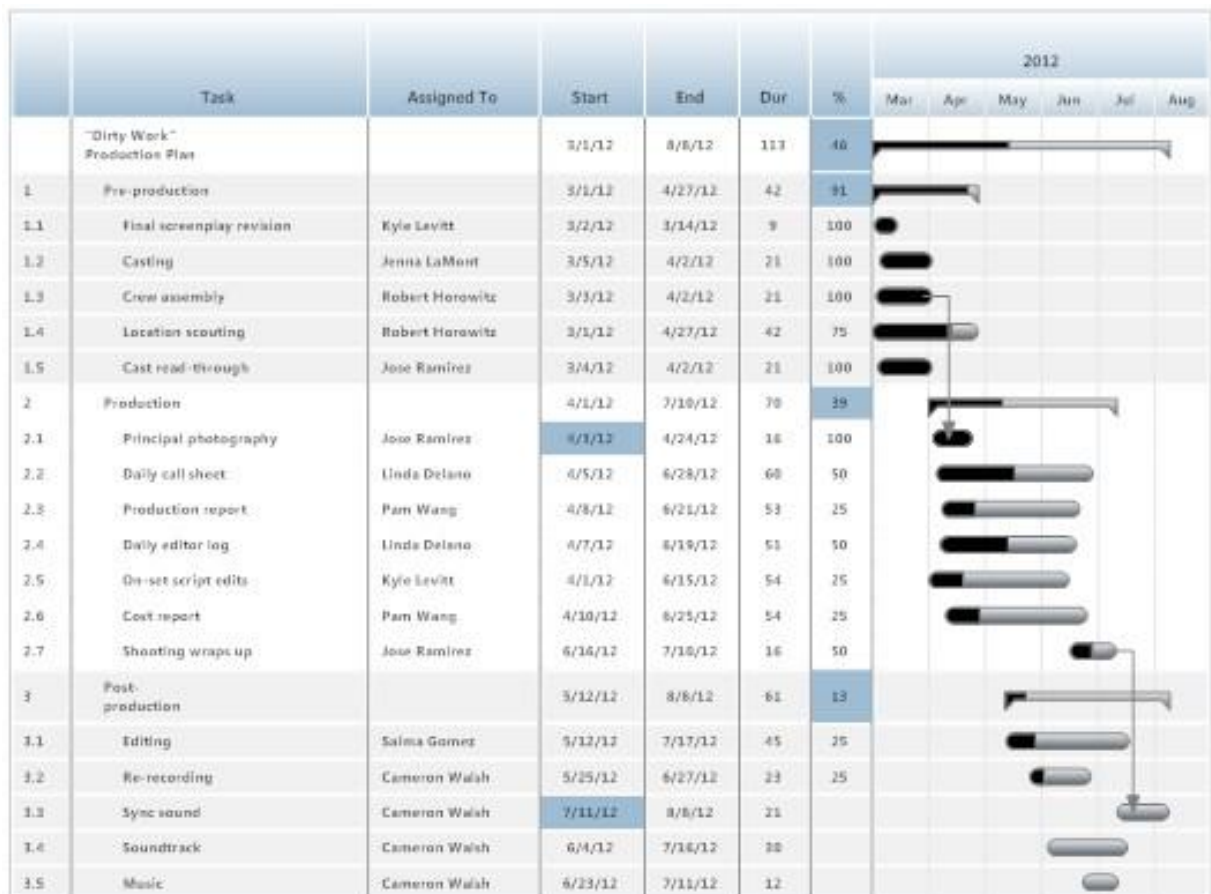 2012
Task Assigned To Start End Dur % Mar Apr May Jun Jul Aug
"Dirty Work"
Production Plan 3/1/12 8/8/12 113 46
1 Pre-production 3/1/12 4/27/12 42 91
1.1 Final screenplay revision Kyle Levitt 3/2/12 3/14/12 9 100
1.2 Casting Jenna LaMont 3/5/12 4/2/12 21 100
1.3 Crew assembly Robert Horowitz 3/3/12 4/2/12 21 100
1.4 Location scouting Robert Horowitz 3/1/12 4/27/12 42 75
1.5 Cast read-through Jose Ramirez 3/4/12 4/2/12 21 100
2 Production 4/1/12 7/10/12 70 39
2.1 Principal photography Jose Ramirez 4/3/12 4/24/12 16 100
2.2 Daily call sheet Linda Delano 4/5/12 6/28/12 60 50
2.3 Production report Pam Wang 4/8/12 6/21/12 53 25
2.4 Daily editor log Linda Delano 4/7/12 6/19/12 51 50
2.5 On-set script edits Kyle Levitt 4/1/12 6/15/12 54 25
2.6 Cost report Pam Wang 4/10/12 6/25/12 54 25
2.7 Shooting wraps up Jose Ramirez 6/16/12 7/10/12 16 50
3 Post-
production 5/12/12 8/8/12 61 13
3.1 Editing Salma Gomez 5/12/12 7/17/12 45 25
3.2 Re-recording Cameron Walsh 5/25/12 6/27/12 23 25
3.3 Sync sound Cameron Walsh 7/11/12 8/8/12 21
3.4 Soundtrack Cameron Walsh 6/4/12 7/16/12 30
3.5 Music Cameron Walsh 6/23/12 7/11/12 12